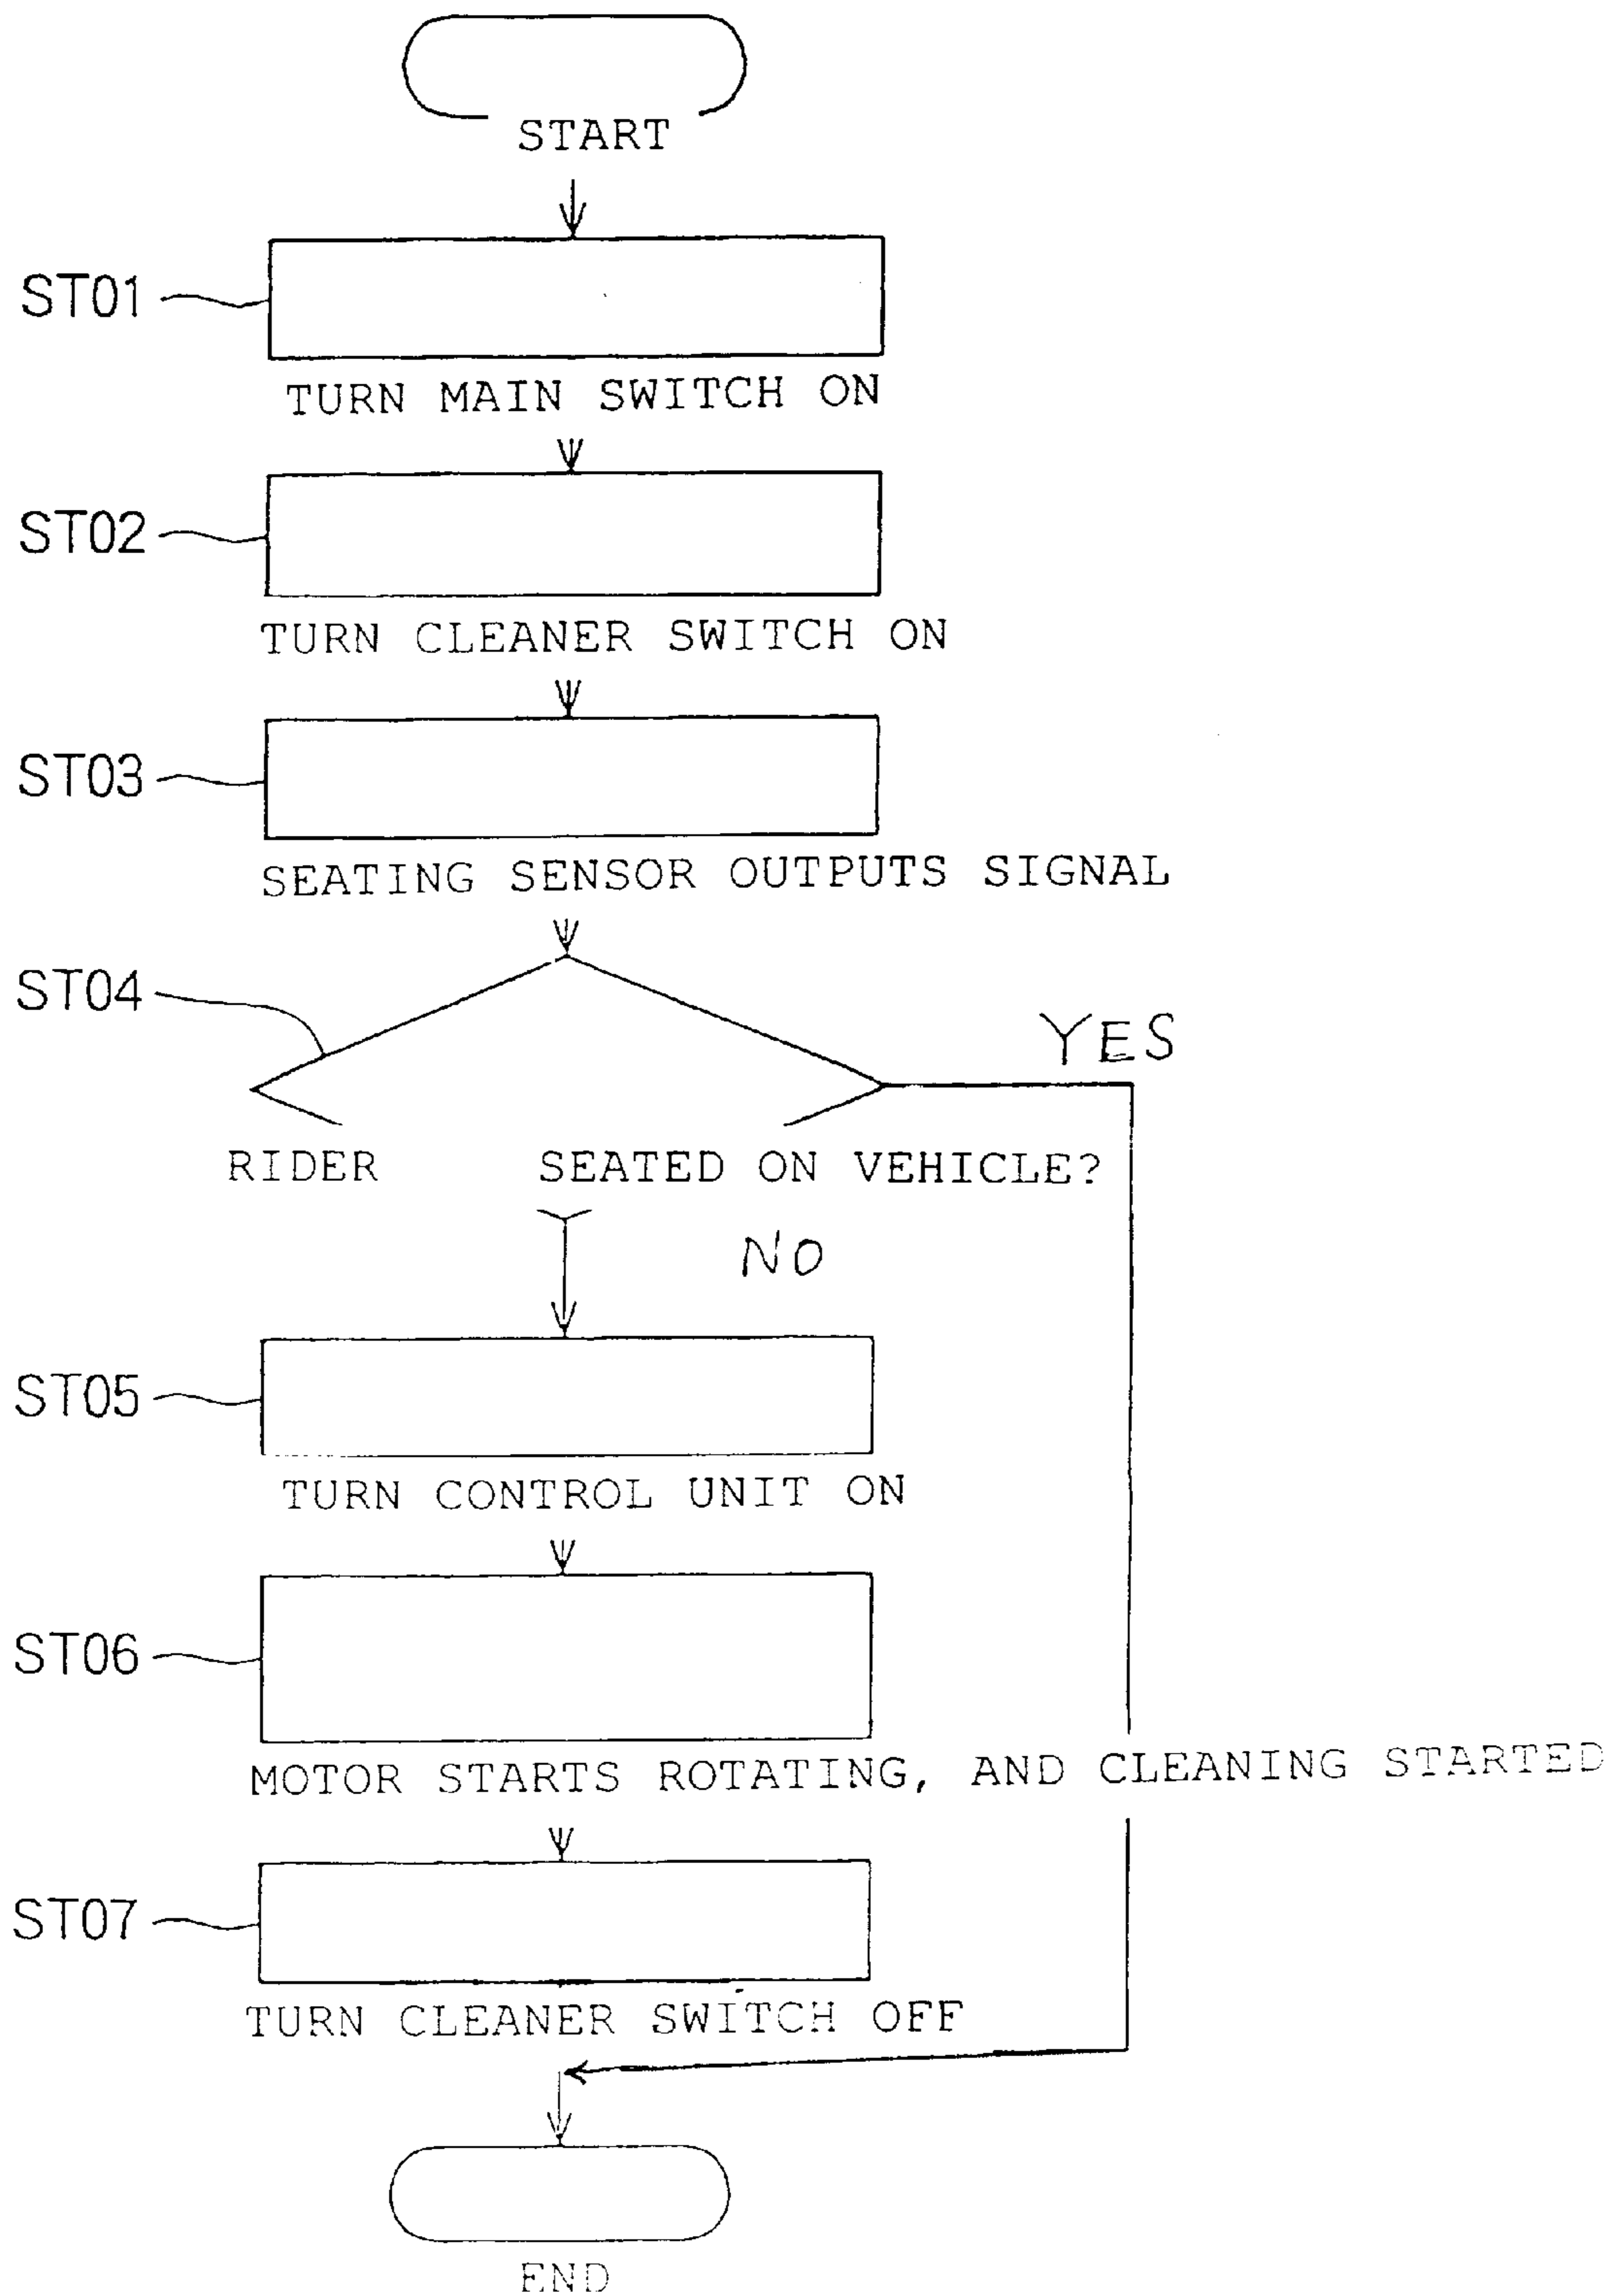 START
ST01
TURN MAIN SWITCH ON
ST02
TURN CLEANER SWITCH ON
ST03
SEATING SENSOR OUTPUTS SIGNAL
ST04
YES
RIDER SEATED ON VEHICLE?
NO
ST05
TURN CONTROL UNIT ON
ST06
MOTOR STARTS ROTATING, AND CLEANING STARTED
ST07
TURN CLEANER SWITCH OFF
END